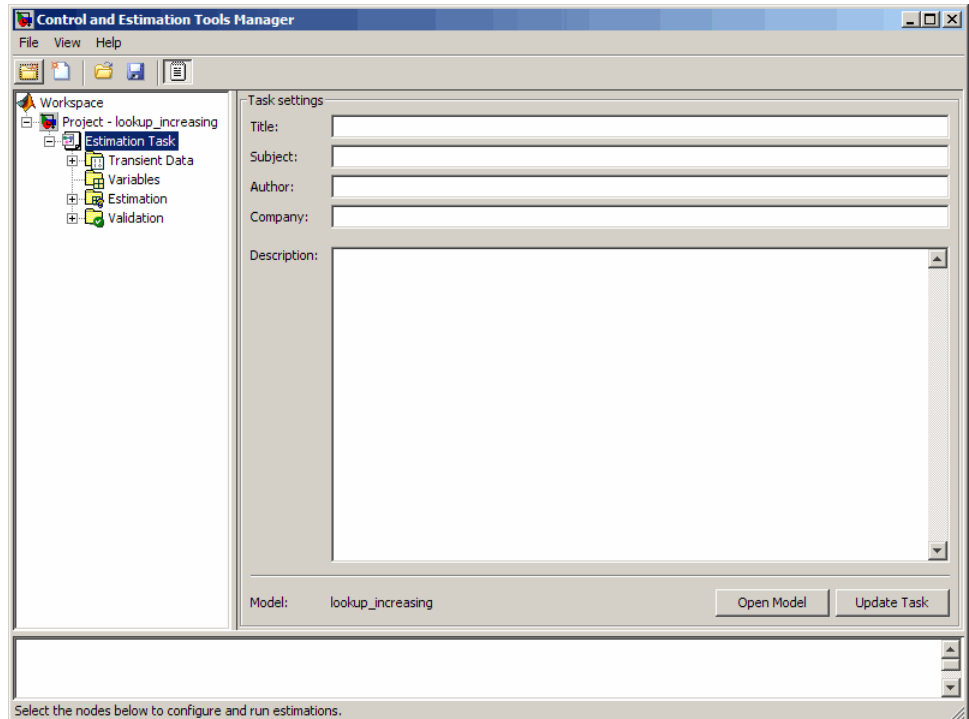 Control and Estimation Tools Manager
File View Help
Workspace
Project - lookup_increasing
Estimation Task
Transient Data
Variables
Estimation
Validation
Task settings
Title:
Subject:
Author:
Company:
Description:
Model: lookup_increasing
Open Model
Update Task
Select the nodes below to configure and run estimations.